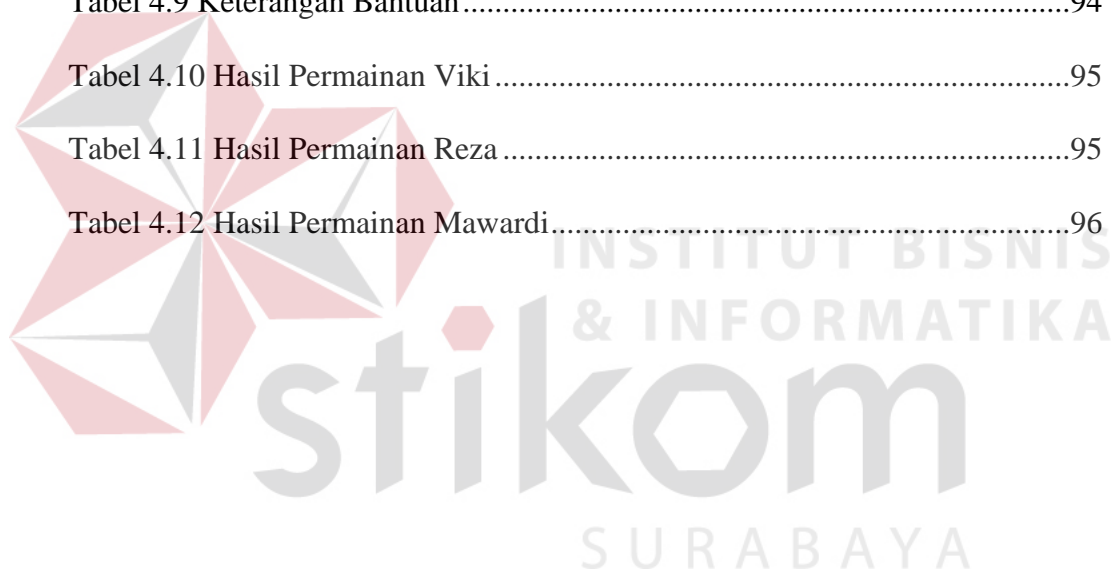 Tabel 4.9 Keterangan Bantuan.......................................................................94
Tabel 4.10 Hasil Permainan Viki...................................................................95
Tabel 4.11 Hasil Permainan Reza..................................................................95
Tabel 4.12 Hasil Permainan Mawardi............................................................96
INSTITUT BISNIS
& INFORMATIKA
stikom
SURABAYA